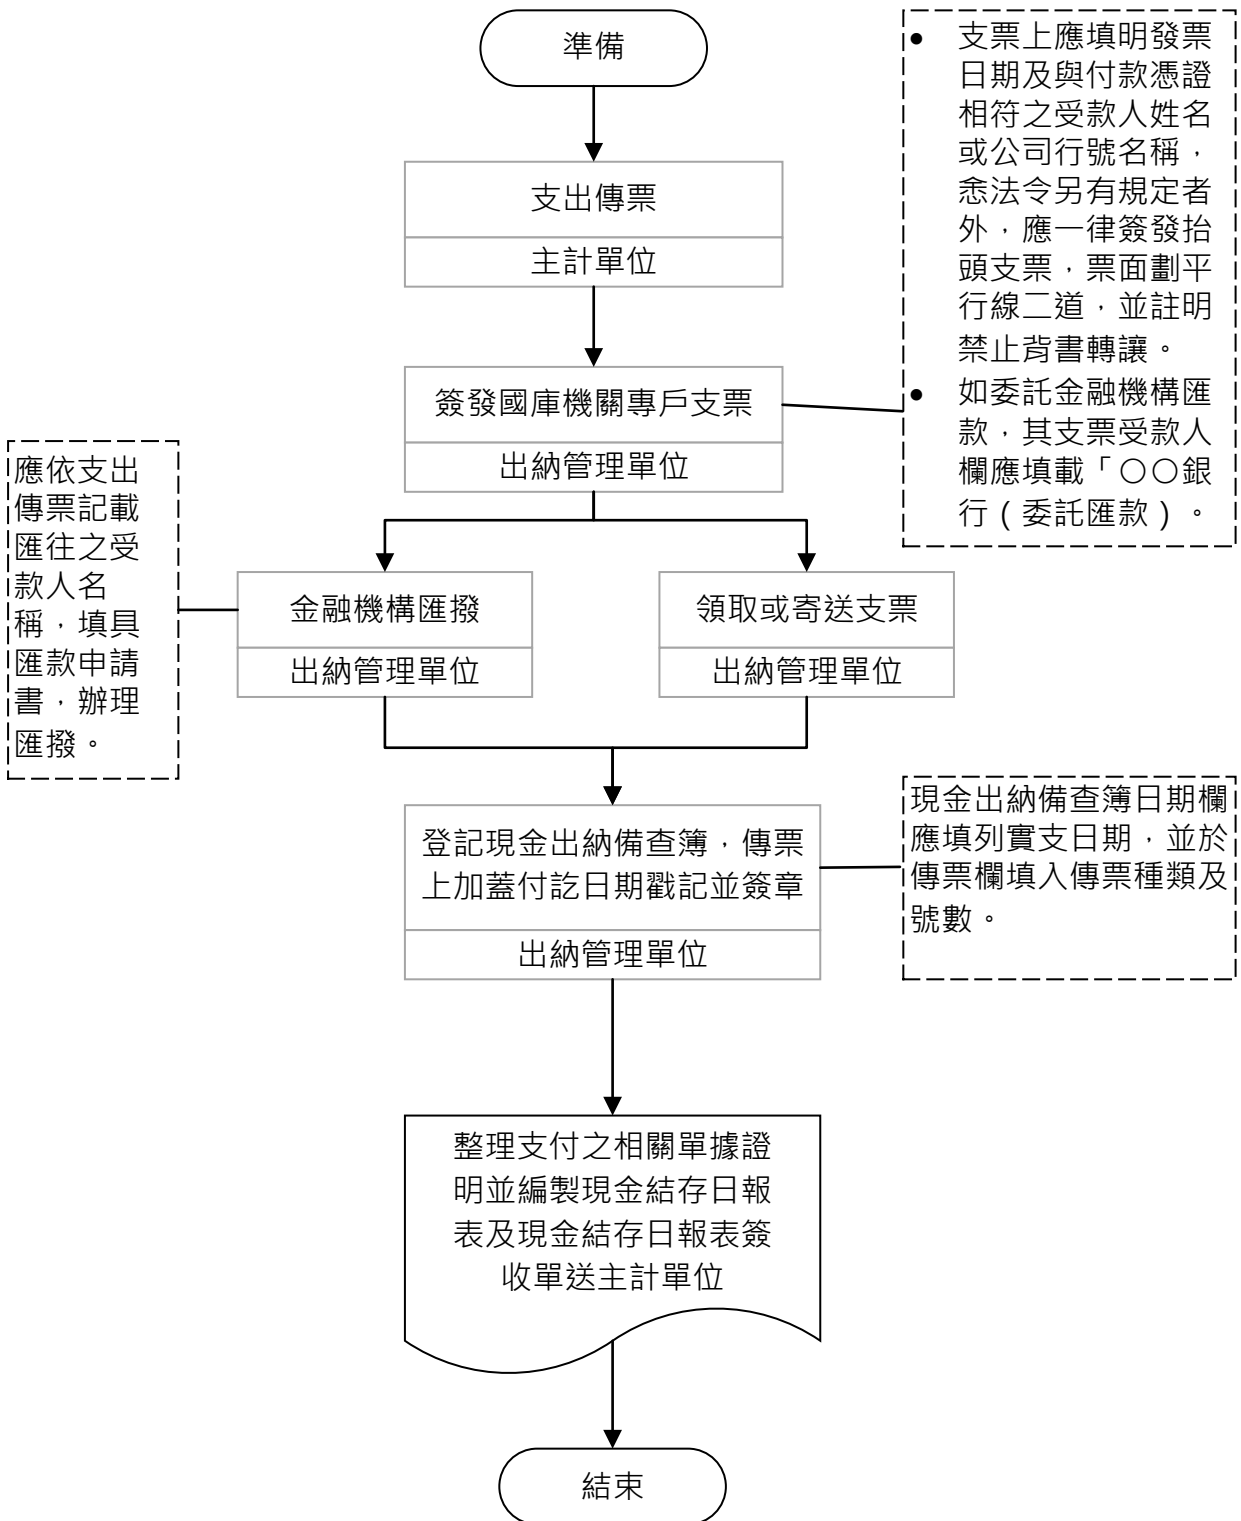 準備
支出傳票
主計單位
簽發國庫機關專戶支票
出納管理單位
● 支票上應填明發票
日期及與付款憑證
相符之受款人姓名
或公司行號名稱，
悉法令另有規定者
外，應一律簽發抬
頭支票，票面劃平
行線二道，並註明
禁止背書轉讓。
● 如委託金融機構匯
款，其支票受款人
欄應填載「〇〇銀
行（委託匯款）。
應依支出
傳票記載
匯往之受
款人名
稱，填具
匯款申請
書，辦理
匯撥。
金融機構匯撥
出納管理單位
領取或寄送支票
出納管理單位
登記現金出納備查簿，傳票
上加蓋付訖日期戳記並簽章
出納管理單位
現金出納備查簿日期欄
應填列實支日期，並於
傳票欄填入傳票種類及
號數。
整理支付之相關單據證
明並編製現金結存日報
表及現金結存日報表簽
收單送主計單位
結束